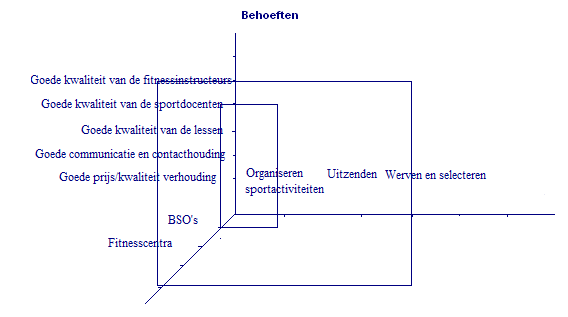 Behoeften
Goede kwaliteit van de fitnessinstructeurs
Goede kwaliteit van de sportdocenten
Goede kwaliteit van de lessen
Goede communicatie en contacthouding
Goede prijs/kwaliteit verhouding
Organiseren
sportactiviteiten
Uitzenden
Werven en selecteren
BSO's
Fitnesscentra